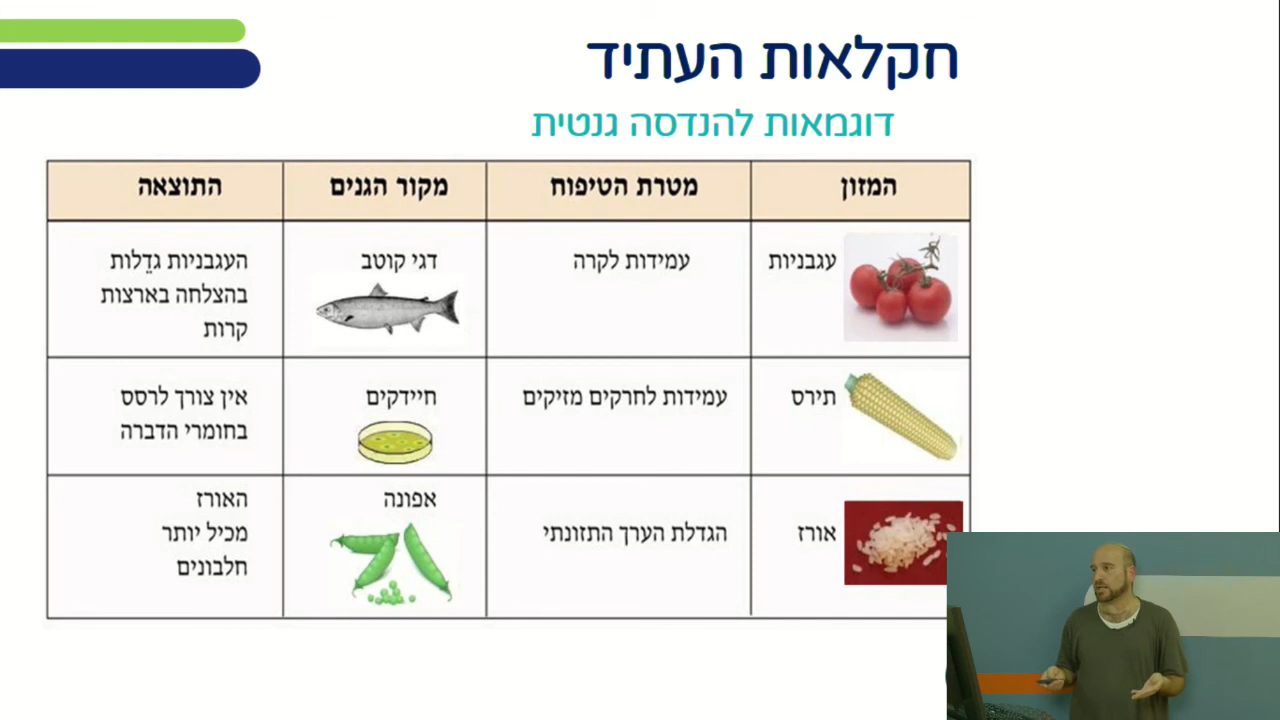 חקלאות העתיד
דוגמאות להנדסה גנטית
המזון
מטרת הטיפוח
מקור הגנים
התוצאה
עגבניות
עמידות לקרה
דגי קוטב
העגבניות גדֵלות
בהצלחה בארצות
קרות
תירס
עמידות לחרקים מזיקים
חיידקים
אין צורך לרסס
בחומרי הדברה
אורז
הגדלת הערך התזונתי
אפונה
האורז
מכיל יותר
חלבונים